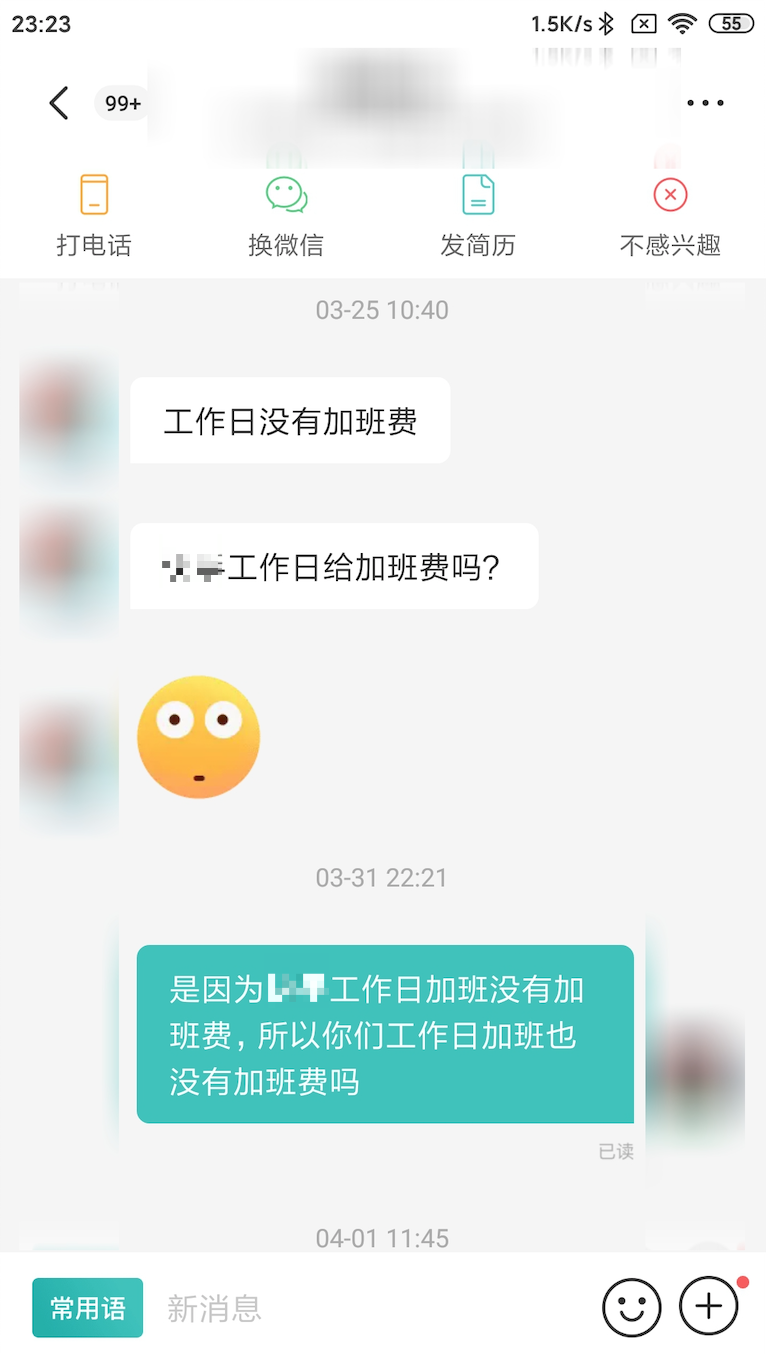 23:23
1.5K/s
55
99+
打电话
换微信
发简历
不感兴趣
03-25 10:40
工作日没有加班费
工作日给加班费吗?
03-31 22:21
是因为 工作日加班没有加
班费，所以你们工作日加班也
没有加班费吗
已读
04-01 11:45
常用语
新消息